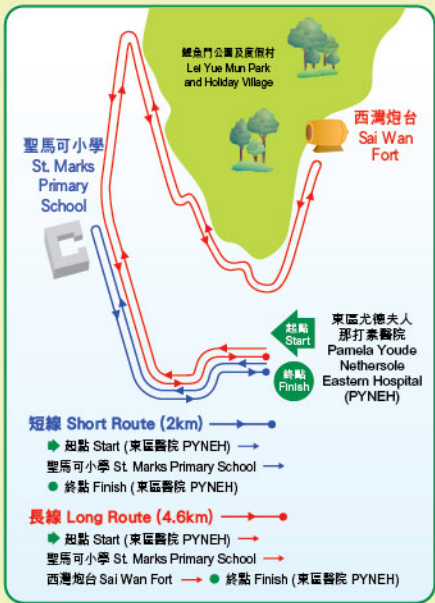 鯉魚門公園及度假村
Lei Yue Mun Park
and Holiday Village
西灣炮台
Sai Wan
Fort
聖馬可小學
St. Marks
Primary
School
起點
Start
終點
Finish
東區尤德夫人
那打素醫院
Pamela Youde
Nethersole
Eastern Hospital
(PYNEH)
短線 Short Route (2km)
起點 Start (東區醫院 PYNEH) →
聖馬可小學 St. Marks Primary School →
終點 Finish (東區醫院 PYNEH)
長線 Long Route (4.6km)
起點 Start (東區醫院 PYNEH) →
聖馬可小學 St. Marks Primary School →
西灣炮台 Sai Wan Fort → ● 終點 Finish (東區醫院 PYNEH)